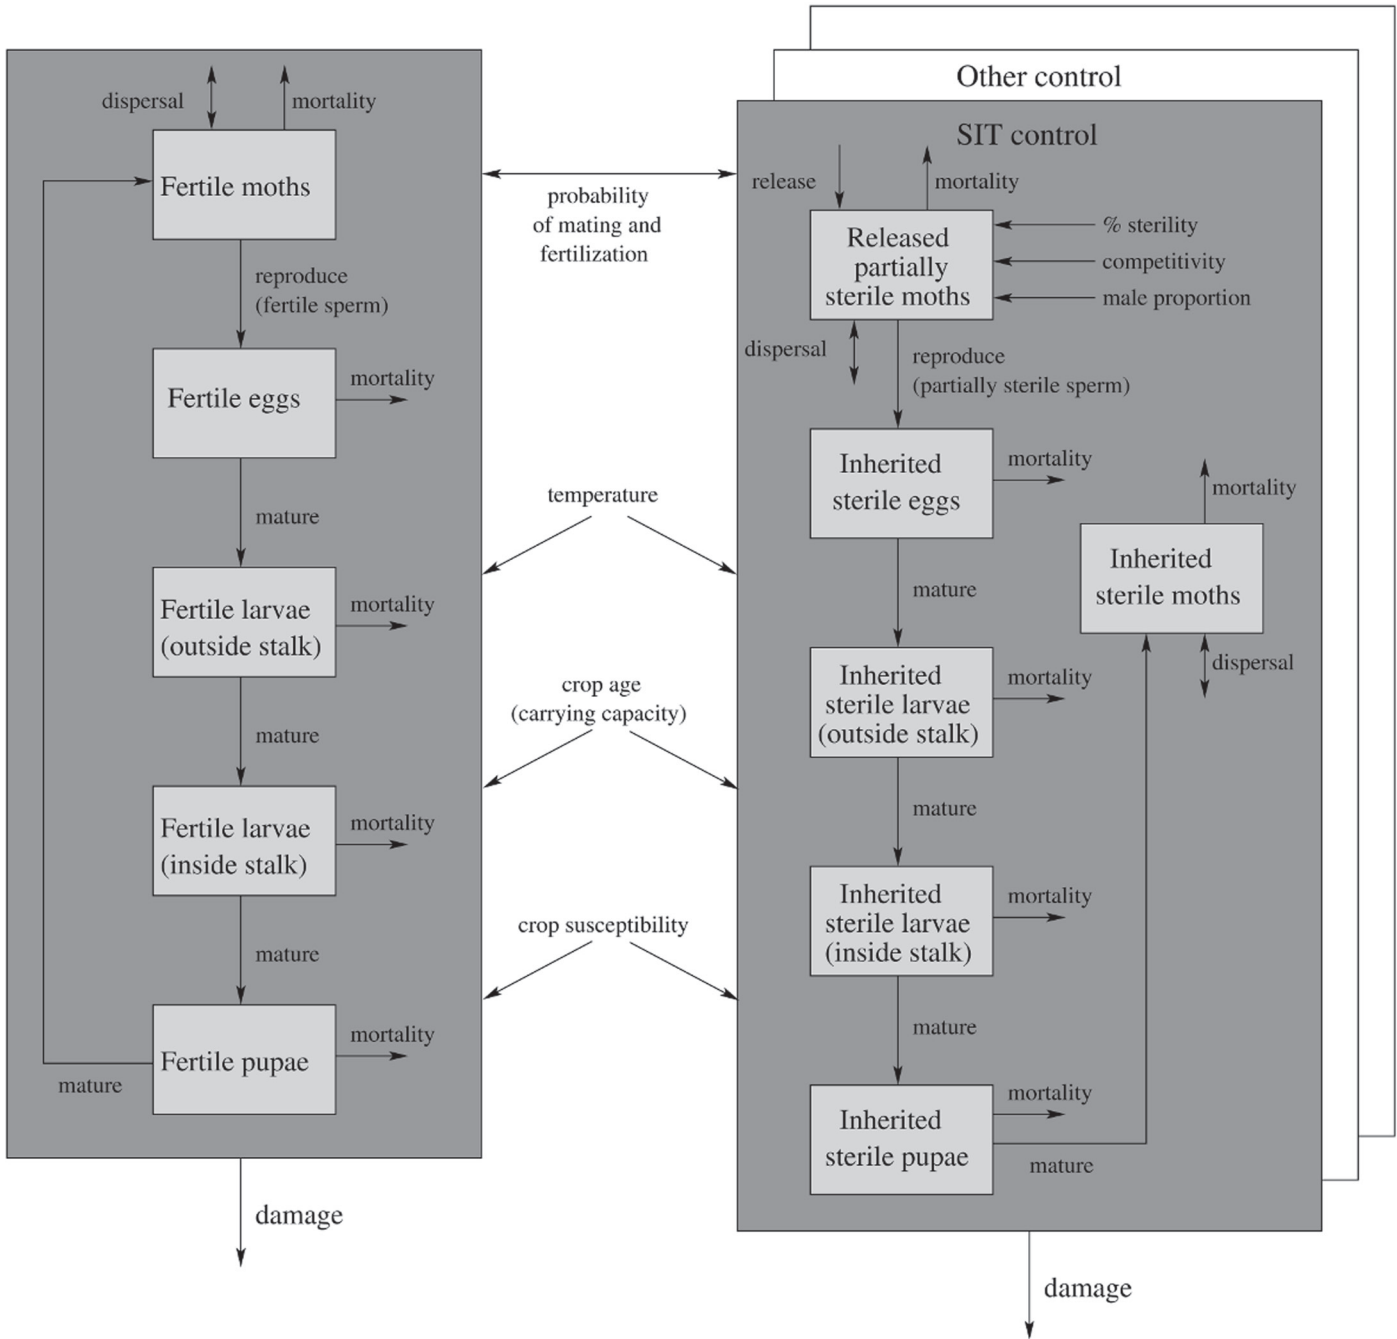 dispersal
mortality
Fertile moths
reproduce
(fertile sperm)
Fertile eggs
mortality
mature
Fertile larvae
(outside stalk)
mortality
mature
Fertile larvae
(inside stalk)
mortality
mature
Fertile pupae
mortality
mature
damage
probability
of mating and
fertilization
temperature
crop age
(carrying capacity)
crop susceptibility
Other control
SIT control
release
mortality
Released
partially
sterile moths
% sterility
competitivity
male proportion
dispersal
reproduce
(partially sterile sperm)
Inherited
sterile eggs
mortality
mature
Inherited
sterile larvae
(outside stalk)
mortality
mature
Inherited
sterile larvae
(inside stalk)
mortality
mature
Inherited
sterile pupae
mortality
mature
mortality
Inherited
sterile moths
dispersal
damage